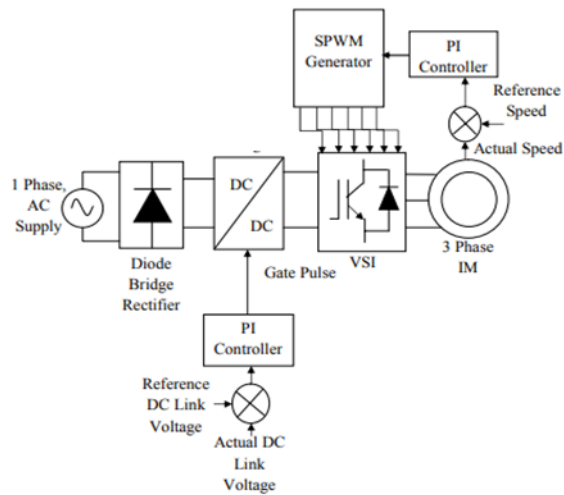 SPWM
Generator
PI
Controller
Reference
Speed
Actual Speed
1 Phase,
AC
Supply
DC
DC
Diode
Bridge
Rectifier
Gate Pulse
VSI
3 Phase
IM
PI
Controller
Reference
DC Link
Voltage
Actual DC
Link
Voltage